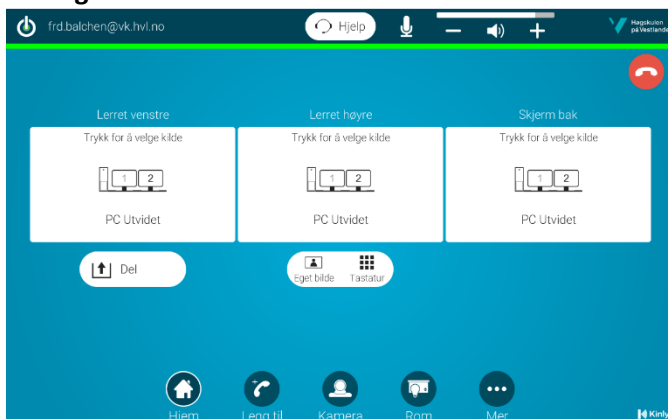 frd.balchen@vk.hvl.no
Hjelp
Høgskulen
på Vestlandet
Lerret venstre
Lerret høyre
Skjerm bak
Trykk for å velge kilde
Trykk for å velge kilde
Trykk for å velge kilde
1 2
1 2
1 2
PC Utvidet
PC Utvidet
PC Utvidet
Del
Eget bilde
Tastatur
Hjem
Legg til
Kamera
Rom
Mer
Kinly